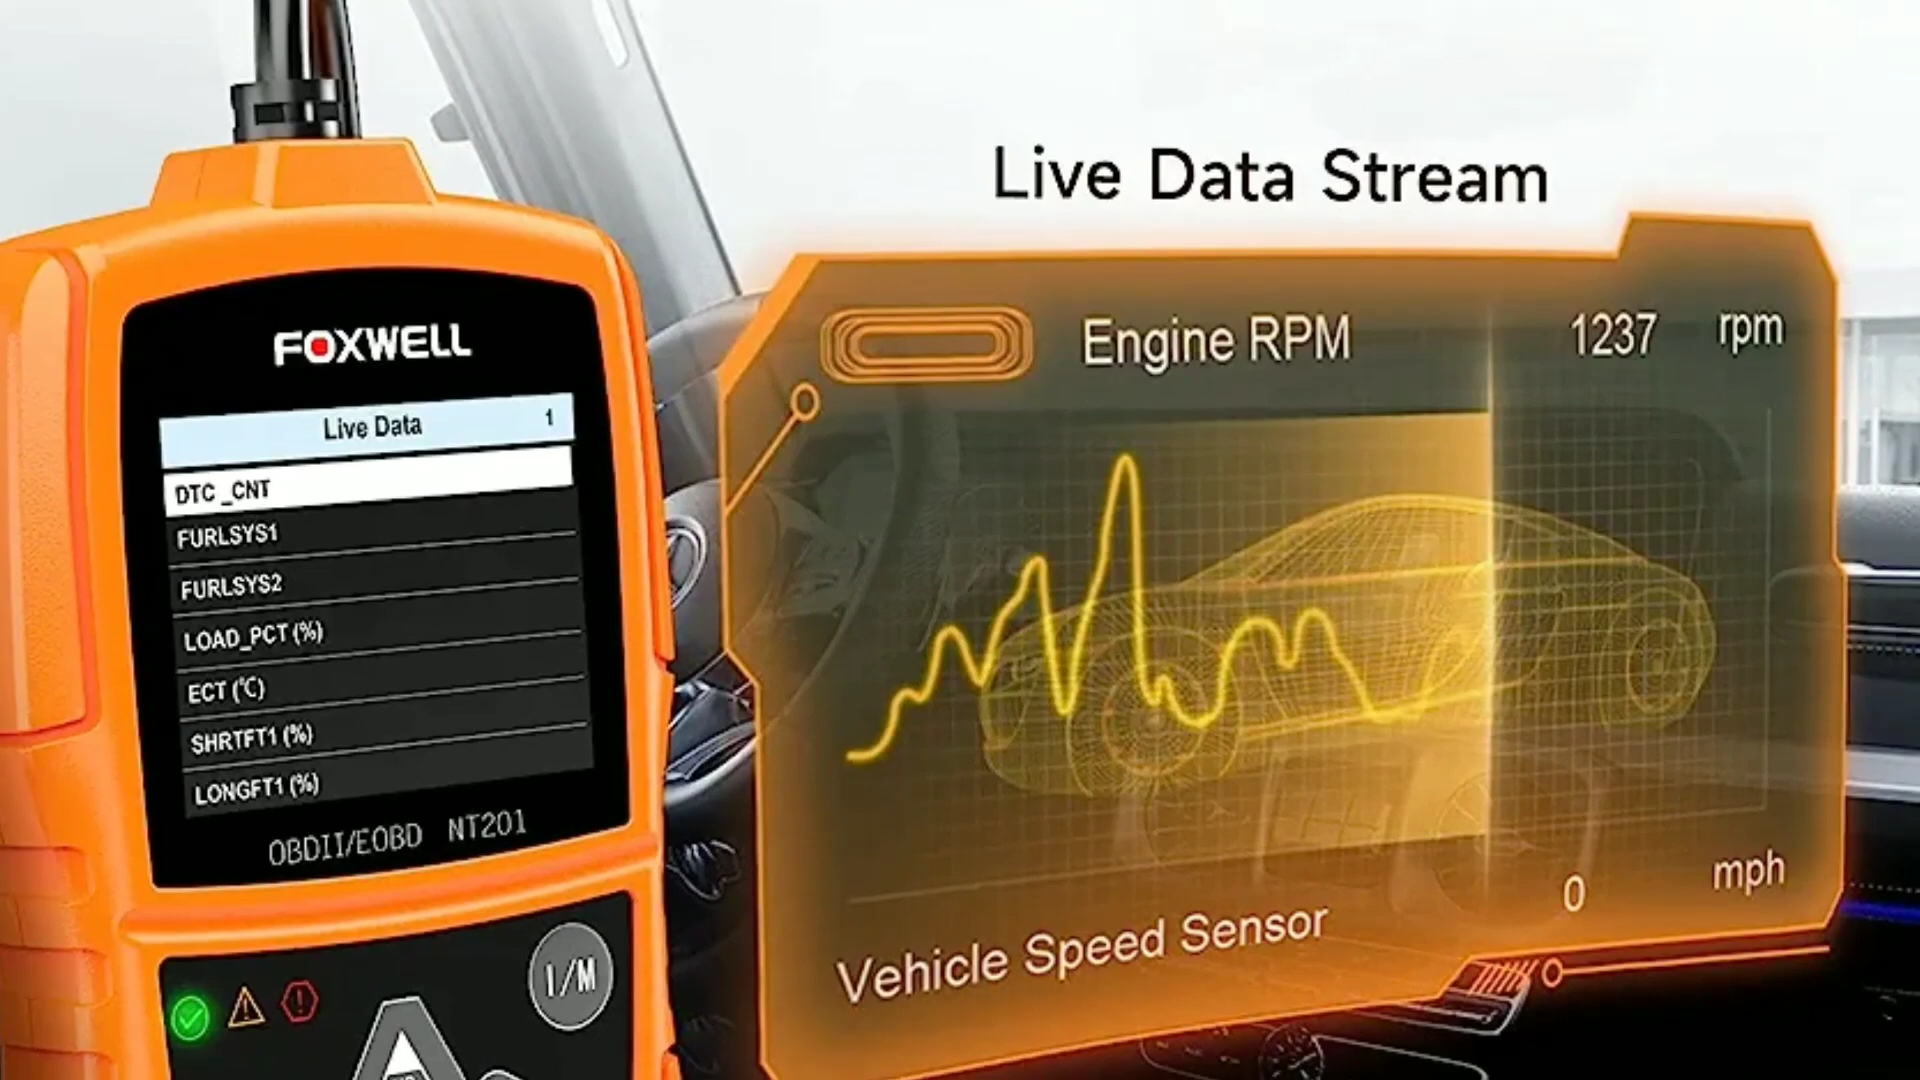 Live Data Stream
FOXWELL
Live Data 1
DTC _CNT
FURLSYS1
FURLSYS2
LOAD_PCT (%)
ECT (℃)
SHRTFT1 (%)
LONGFT1 (%)
OBDII/EOBD NT201
I/M
Engine RPM 1237 rpm
Vehicle Speed Sensor 0 mph